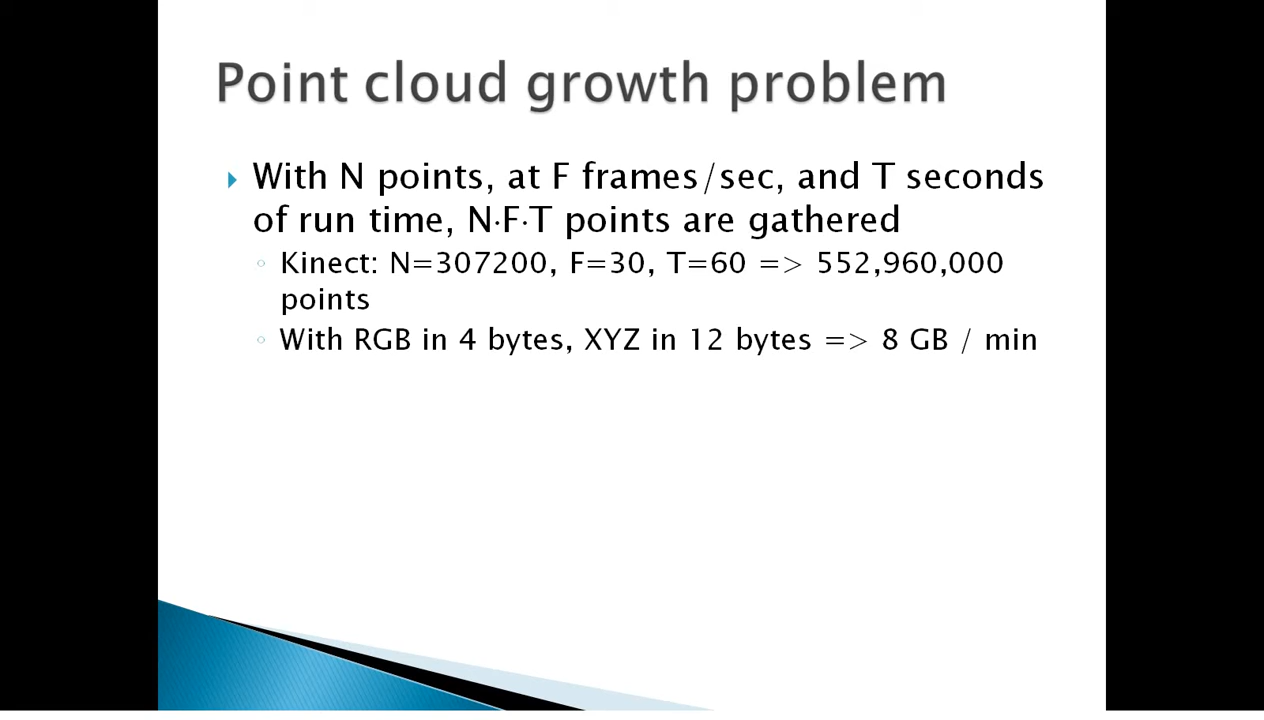 Point cloud growth problem
With N points, at F frames/sec, and T seconds
of run time, N·F·T points are gathered
Kinect: N=307200, F=30, T=60 => 552,960,000
points
With RGB in 4 bytes, XYZ in 12 bytes => 8 GB / min